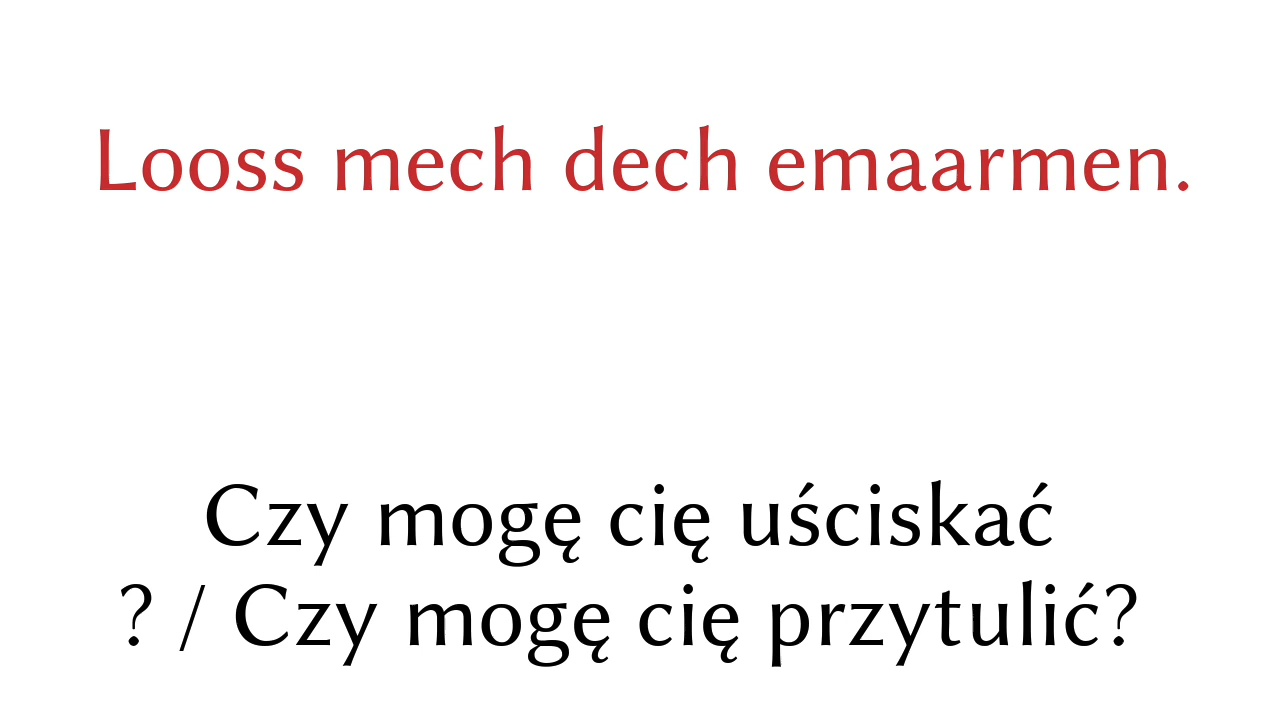 Looss mech dech emaarmen.
Czy mogę cię uściskać
? / Czy mogę cię przytulić?